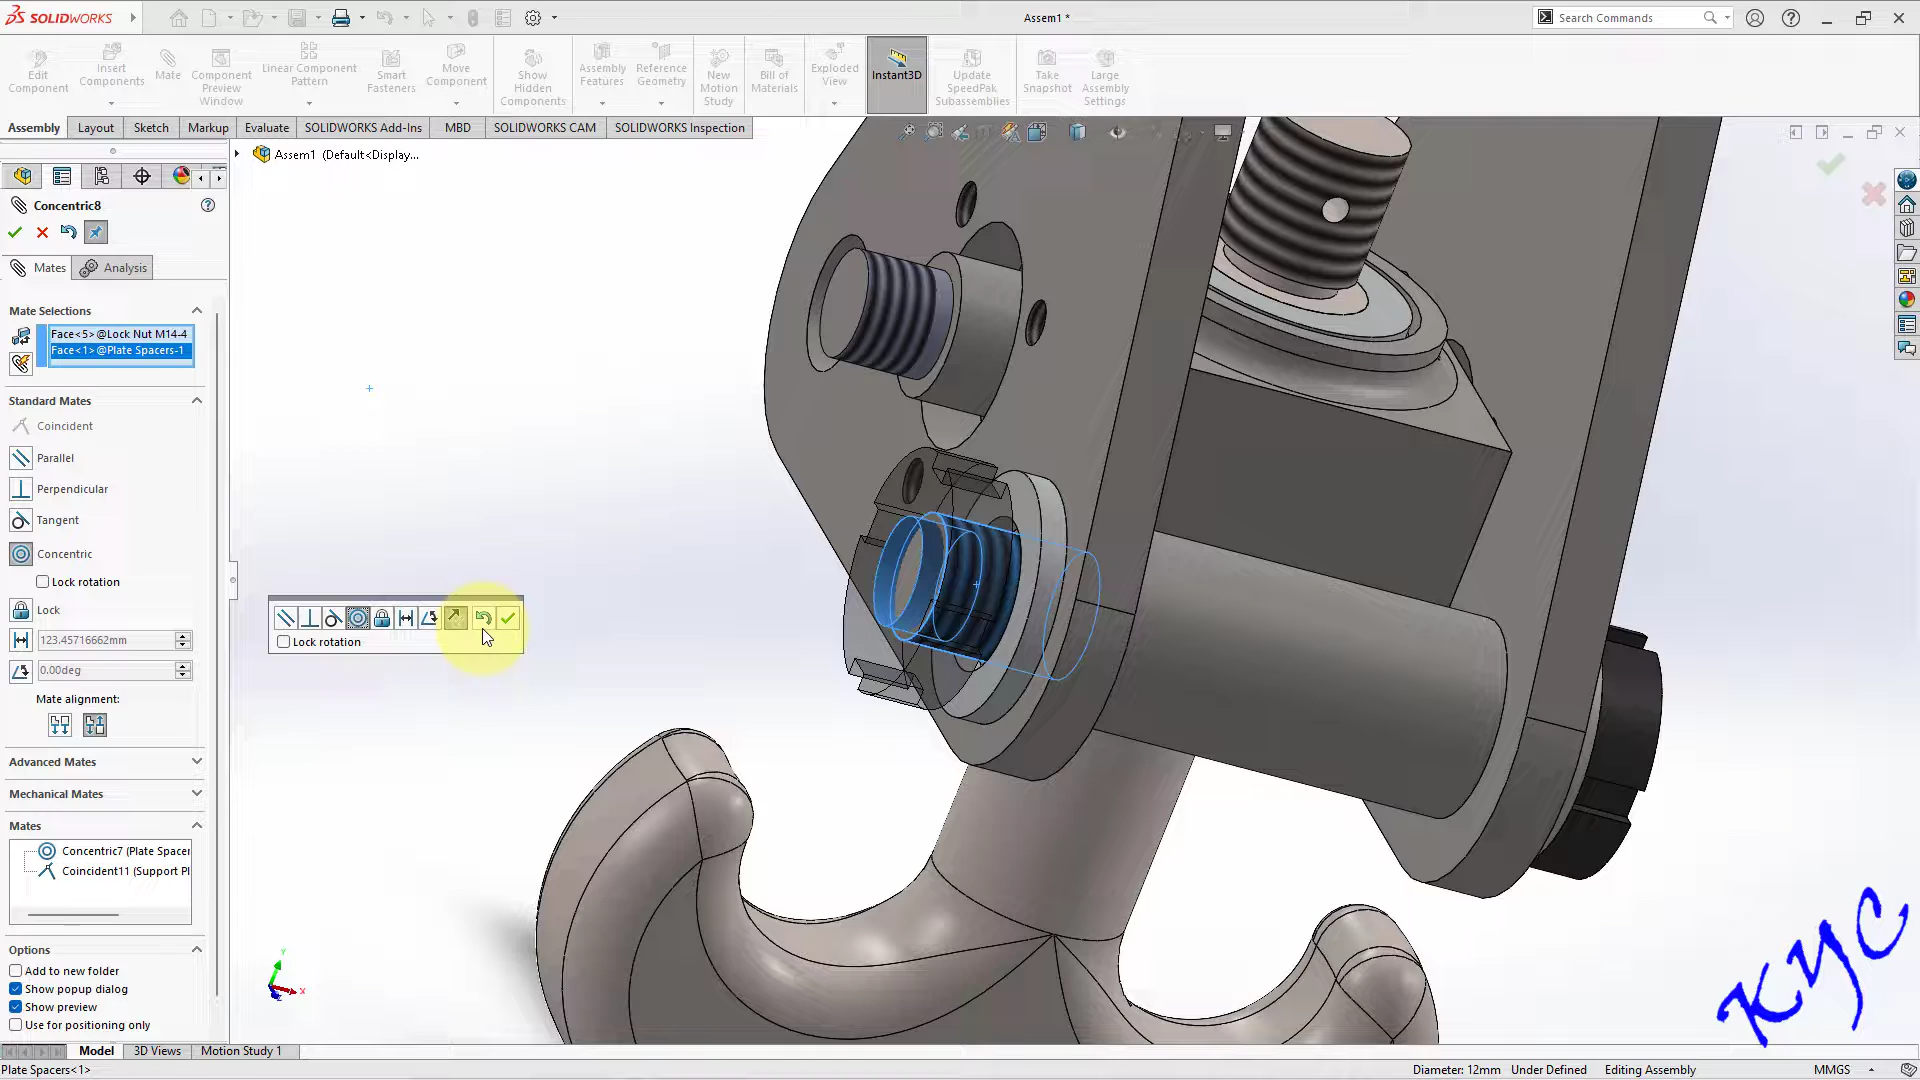 SOLIDWORKS
Assem1 *
Search Commands
Edit Component
Insert Components
Mate
Component Preview Window
Linear Component Pattern
Smart Fasteners
Move Component
Show Hidden Components
Assembly Features
Reference Geometry
New Motion Study
Bill of Materials
Exploded View
Instant3D
Update SpeedPak Subassemblies
Take Snapshot
Large Assembly Settings
Assembly
Layout
Sketch
Markup
Evaluate
SOLIDWORKS Add-Ins
MBD
SOLIDWORKS CAM
SOLIDWORKS Inspection
Assem1 (Default<Display...
Concentric8
Mates
Analysis
Mate Selections
Face<5>@Lock Nut M14-4
Face<1>@Plate Spacers-1
Standard Mates
Coincident
Parallel
Perpendicular
Tangent
Concentric
Lock rotation
Lock
123.45716662mm
0.00deg
Mate alignment:
Advanced Mates
Mechanical Mates
Mates
Concentric7 (Plate Spacer
Coincident11 (Support Pl
Options
Add to new folder
Show popup dialog
Show preview
Use for positioning only
Lock rotation
Y
X
KYC
Model
3D Views
Motion Study 1
Plate Spacers<1>
Diameter: 12mm
Under Defined
Editing Assembly
MMGS